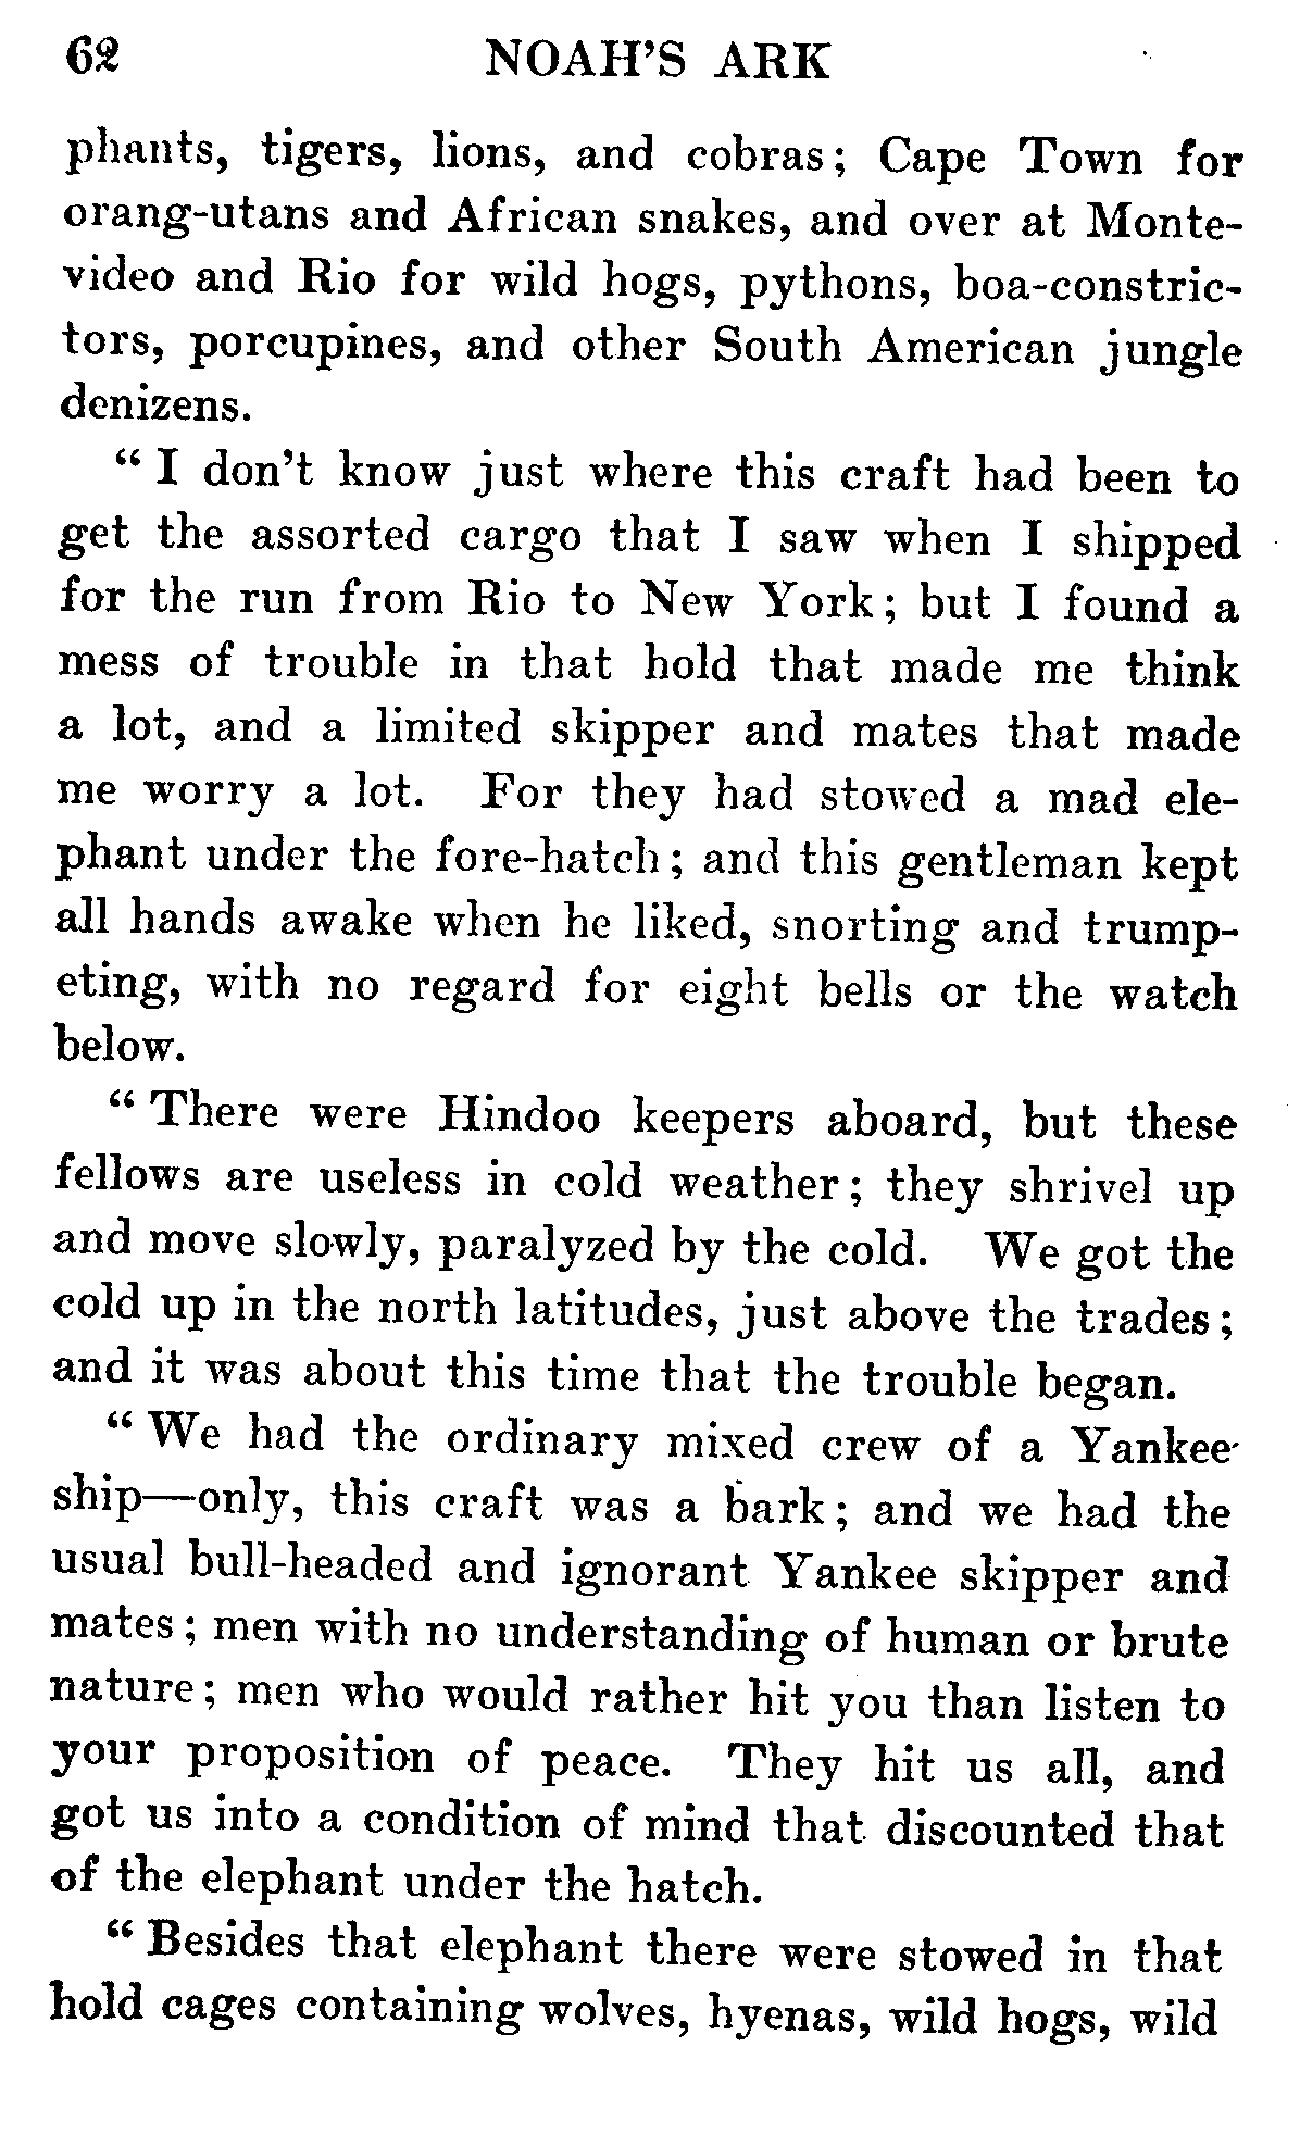 62 NOAH'S ARK
phants, tigers, lions, and cobras; Cape Town for
orang-utans and African snakes, and over at Monte-
video and Rio for wild hogs, pythons, boa-constric-
tors, porcupines, and other South American jungle
denizens.
“ I don't know just where this craft had been to
get the assorted cargo that I saw when I shipped
for the run from Rio to New York; but I found a
mess of trouble in that hold that made me think
a lot, and a limited skipper and mates that made
me worry a lot. For they had stowed a mad ele-
phant under the fore-hatch; and this gentleman kept
all hands awake when he liked, snorting and trump-
eting, with no regard for eight bells or the watch
below.
“ There were Hindoo keepers aboard, but these
fellows are useless in cold weather; they shrivel up
and move slowly, paralyzed by the cold. We got the
cold up in the north latitudes, just above the trades;
and it was about this time that the trouble began.
“ We had the ordinary mixed crew of a Yankee
ship—only, this craft was a bark; and we had the
usual bull-headed and ignorant Yankee skipper and
mates; men with no understanding of human or brute
nature; men who would rather hit you than listen to
your proposition of peace. They hit us all, and
got us into a condition of mind that discounted that
of the elephant under the hatch.
“ Besides that elephant there were stowed in that
hold cages containing wolves, hyenas, wild hogs, wild